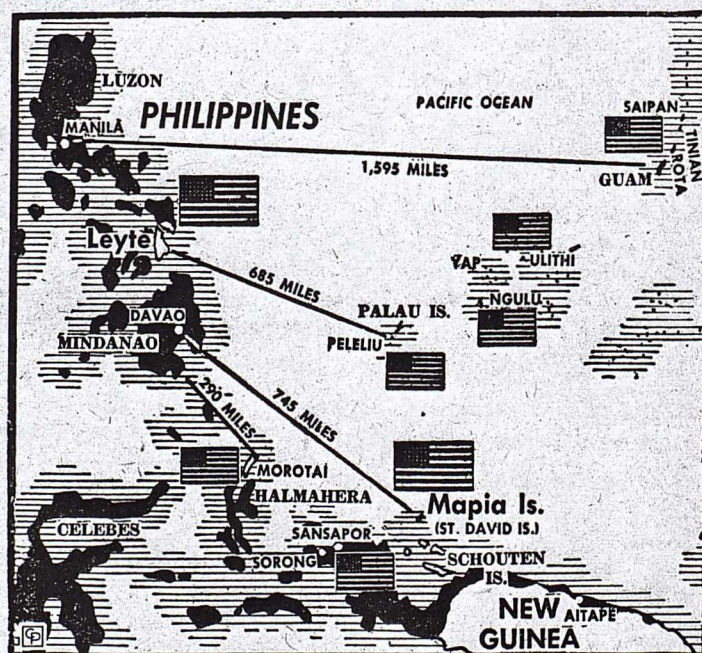 LUZON
PHILIPPINES
PACIFIC OCEAN
SAIPAN
MANILA
TINIAN
ROTA
1,595 MILES
GUAM
Leyte
YAP
ULITHI
685 MILES
NGULU
PALAU IS.
DAVAO
PELELIU
MINDANAO
290 MILES
745 MILES
MOROTAI
HALMAHERA
Mapia Is.
(ST. DAVID IS.)
CELEBES
SANSAPOR
SORONG
SCHOUTEN
IS.
NEW
AITAPE
GUINEA
CP